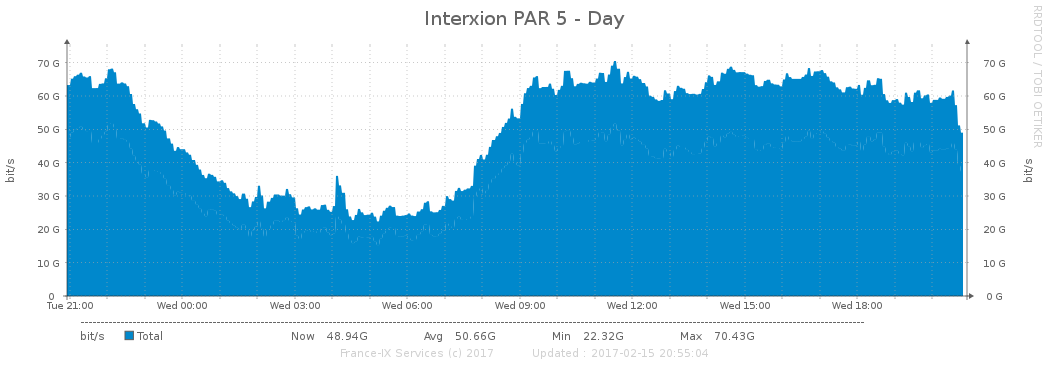 Interxion PAR 5 - Day
RRDTOOL / TOBI OETIKER
bit/s
bit/s
70 G 70 G
60 G 60 G
50 G 50 G
40 G 40 G
30 G 30 G
20 G 20 G
10 G 10 G
0 0 G
Tue 21:00 Wed 00:00 Wed 03:00 Wed 06:00 Wed 09:00 Wed 12:00 Wed 15:00 Wed 18:00
bit/s Total Now 48.94G Avg 50.66G Min 22.32G Max 70.43G
France-IX Services (c) 2017 Updated : 2017-02-15 20:55:04